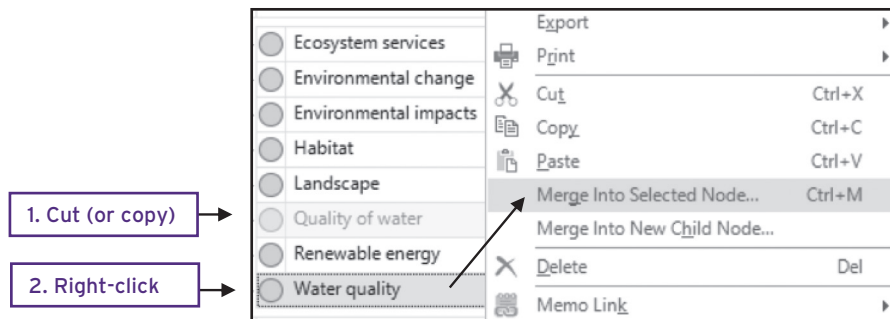 Export
Ecosystem services
Print
Environmental change
Cut Ctrl+X
Environmental impacts
Copy Ctrl+C
Habitat
Paste Ctrl+V
Landscape
Merge Into Selected Node... Ctrl+M
1. Cut (or copy)
Quality of water
Merge Into New Child Node...
Renewable energy
Delete Del
2. Right-click
Water quality
Memo Link